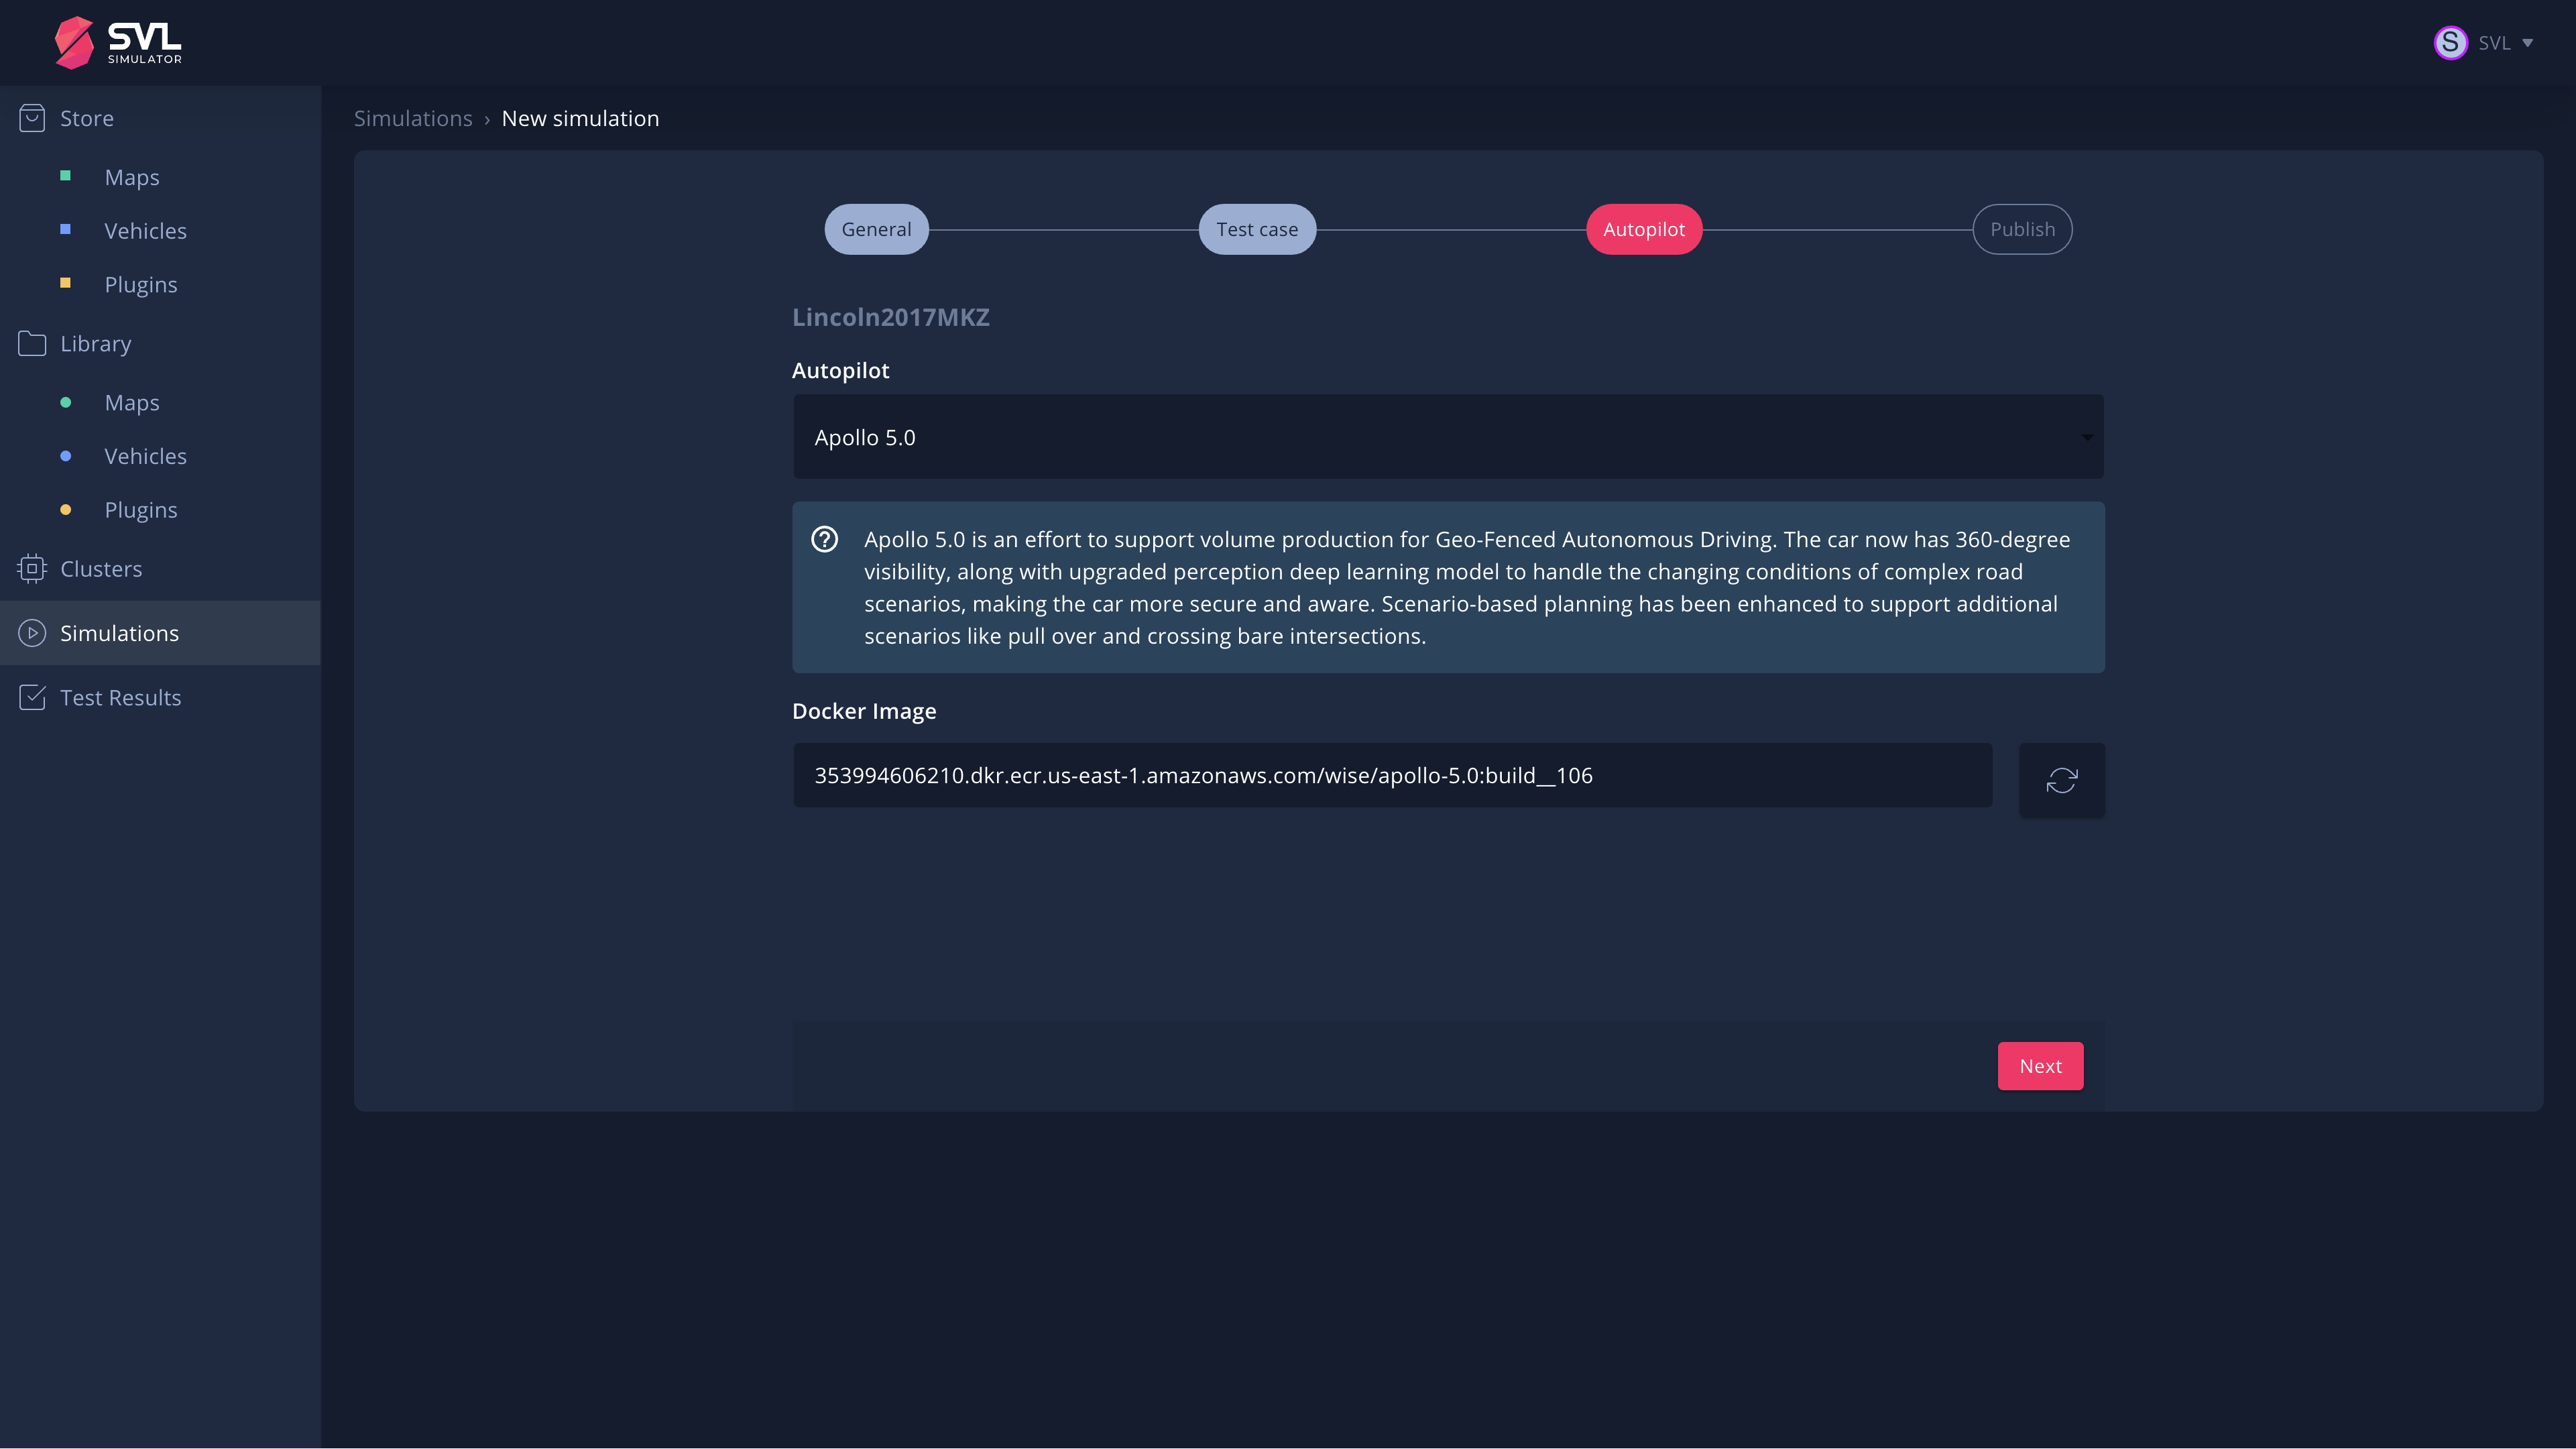 SVL
SIMULATOR
S SVL
Store
Maps
Vehicles
Plugins
Library
Maps
Vehicles
Plugins
Clusters
Simulations
Test Results
Simulations › New simulation
General
Test case
Autopilot
Publish
Lincoln2017MKZ
Autopilot
Apollo 5.0
Apollo 5.0 is an effort to support volume production for Geo-Fenced Autonomous Driving. The car now has 360-degree
visibility, along with upgraded perception deep learning model to handle the changing conditions of complex road
scenarios, making the car more secure and aware. Scenario-based planning has been enhanced to support additional
scenarios like pull over and crossing bare intersections.
Docker Image
353994606210.dkr.ecr.us-east-1.amazonaws.com/wise/apollo-5.0:build__106
Next